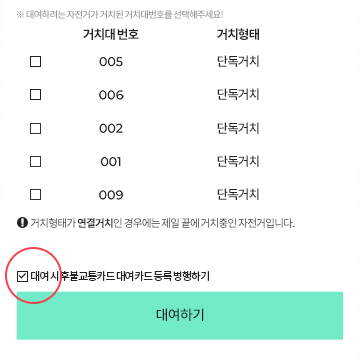 ※ 대여하려는 자전거가 거치된 거치대번호를 선택해주세요!
거치대 번호 거치형태
005 단독거치
006 단독거치
002 단독거치
001 단독거치
009 단독거치
거치형태가 연결거치인 경우에는 제일 끝에 거치중인 자전거입니다.
대여 시 후불교통카드 대여카드 등록 병행하기
대여하기